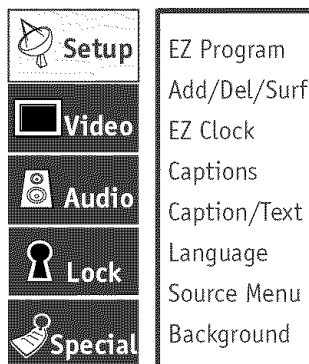 Setup
Video
Audio
Lock
Special
EZ Program
Add/Del/Surf
EZ Clock
Captions
Caption/Text
Language
Source Menu
Background